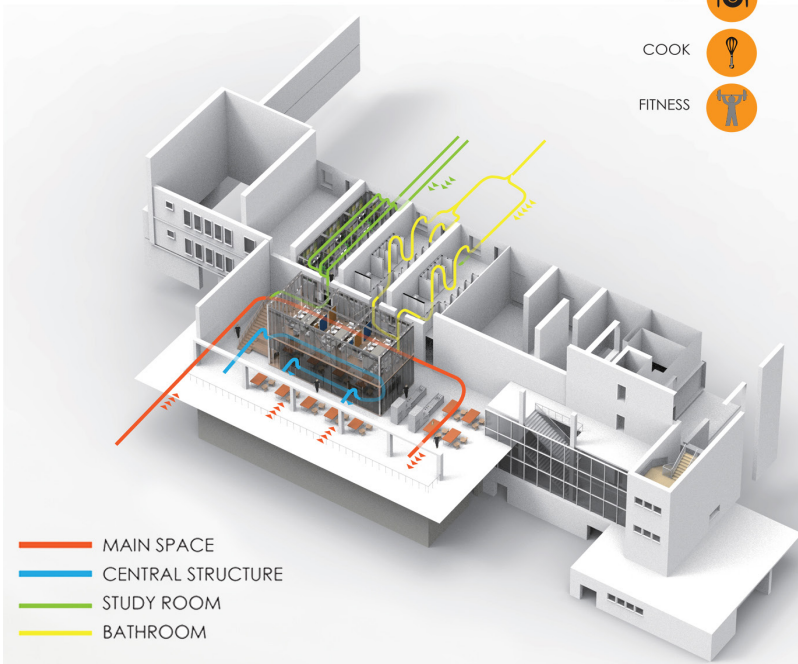 COOK
FITNESS
MAIN SPACE
CENTRAL STRUCTURE
STUDY ROOM
BATHROOM